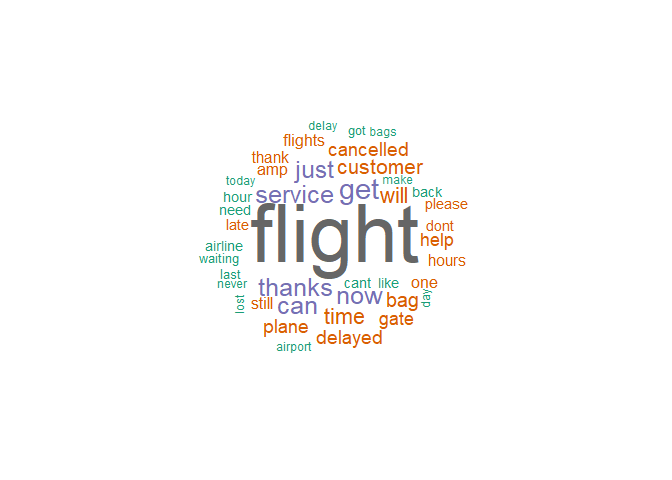 delay
got bags
flights
cancelled
thank
just
customer
amp
today
make
service
get
will
back
hour
please
need
flight
late
dont
help
airline
waiting
hours
last
never
thanks
cant like
one
now
bag
day
lost
still
can
time
gate
plane
delayed
airport